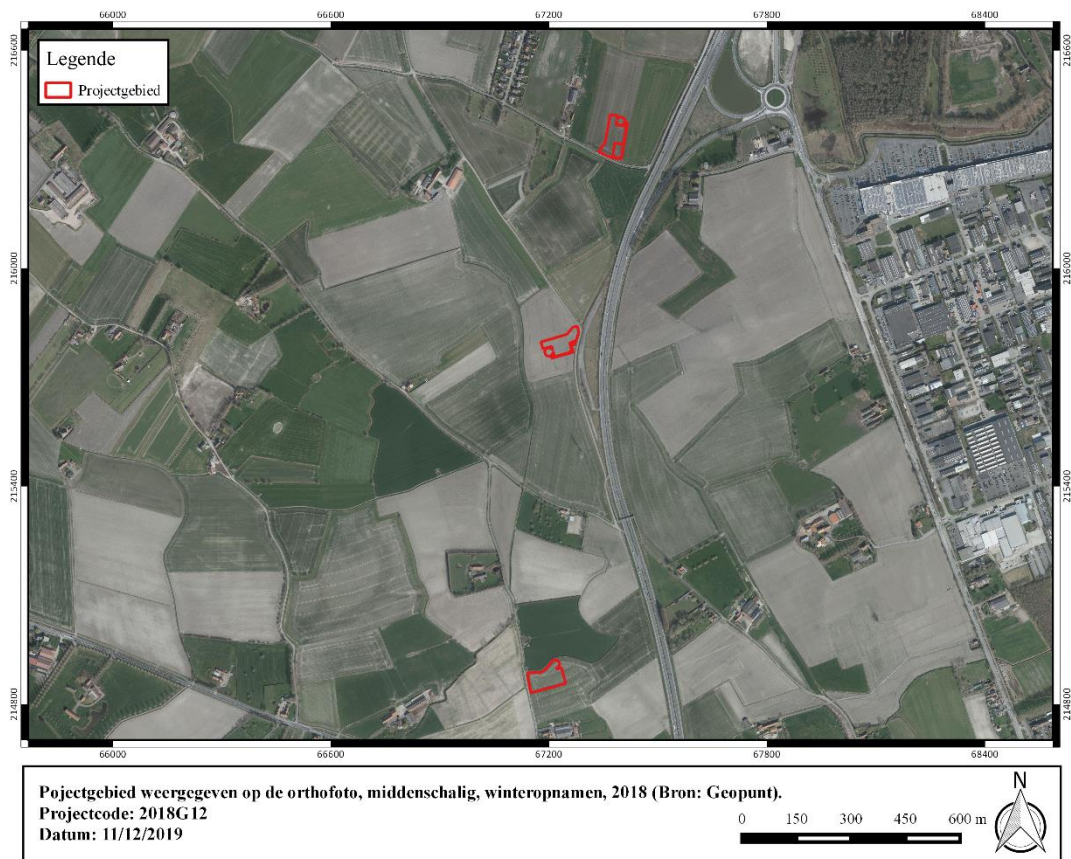 66000 66600 67200 67800 68400
216600 216600
Legende
Projectgebied
216000 216000
215400 215400
214800 214800
66000 66600 67200 67800 68400
Pojectgebied weergegeven op de orthofoto, middenschalig, winteropnamen, 2018 (Bron: Geopunt).
Projectcode: 2018G12
Datum: 11/12/2019
0 150 300 450 600 m
N